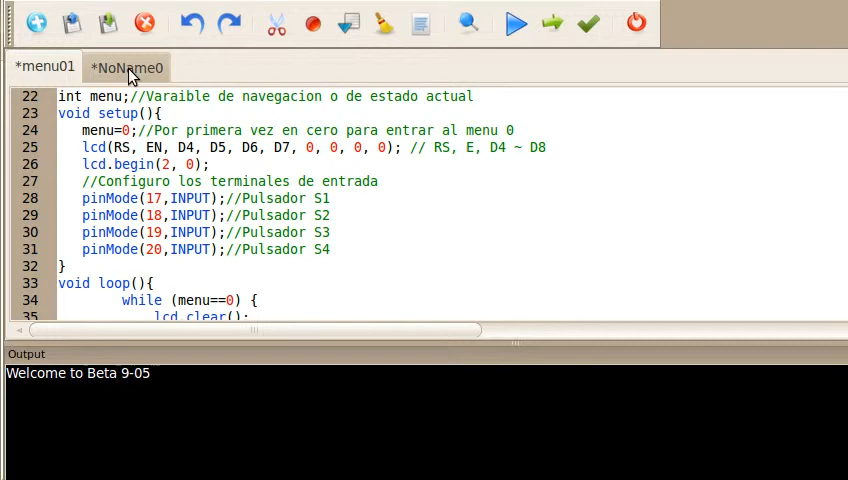 *menu01 *NoName0
22 int menu;//Varaible de navegacion o de estado actual
23 void setup(){
24 menu=0;//Por primera vez en cero para entrar al menu 0
25 lcd(RS, EN, D4, D5, D6, D7, 0, 0, 0, 0); // RS, E, D4 ~ D8
26 lcd.begin(2, 0);
27 //Configuro los terminales de entrada
28 pinMode(17,INPUT);//Pulsador S1
29 pinMode(18,INPUT);//Pulsador S2
30 pinMode(19,INPUT);//Pulsador S3
31 pinMode(20,INPUT);//Pulsador S4
32 }
33 void loop(){
34 while (menu==0) {
35 lcd.clear();
Output
Welcome to Beta 9-05